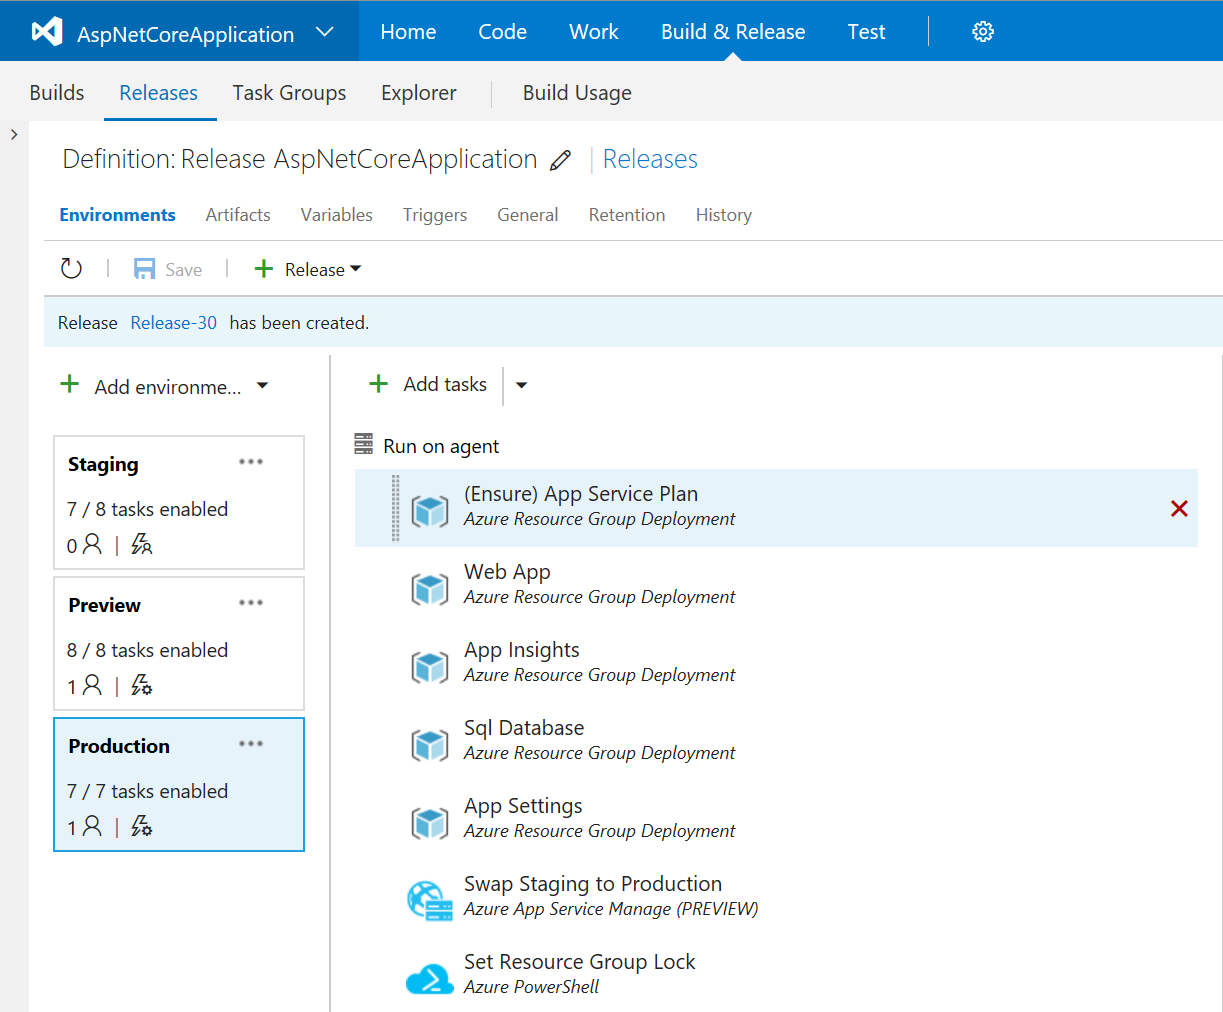 AspNetCoreApplication Home Code Work Build & Release Test
Builds Releases Task Groups Explorer Build Usage
Definition: Release AspNetCoreApplication Releases
Environments Artifacts Variables Triggers General Retention History
Save Release
Release Release-30 has been created.
Add environme...
Staging
7 / 8 tasks enabled
0
Preview
8 / 8 tasks enabled
1
Production
7 / 7 tasks enabled
1
Add tasks
Run on agent
(Ensure) App Service Plan
Azure Resource Group Deployment
Web App
Azure Resource Group Deployment
App Insights
Azure Resource Group Deployment
Sql Database
Azure Resource Group Deployment
App Settings
Azure Resource Group Deployment
Swap Staging to Production
Azure App Service Manage (PREVIEW)
Set Resource Group Lock
Azure PowerShell